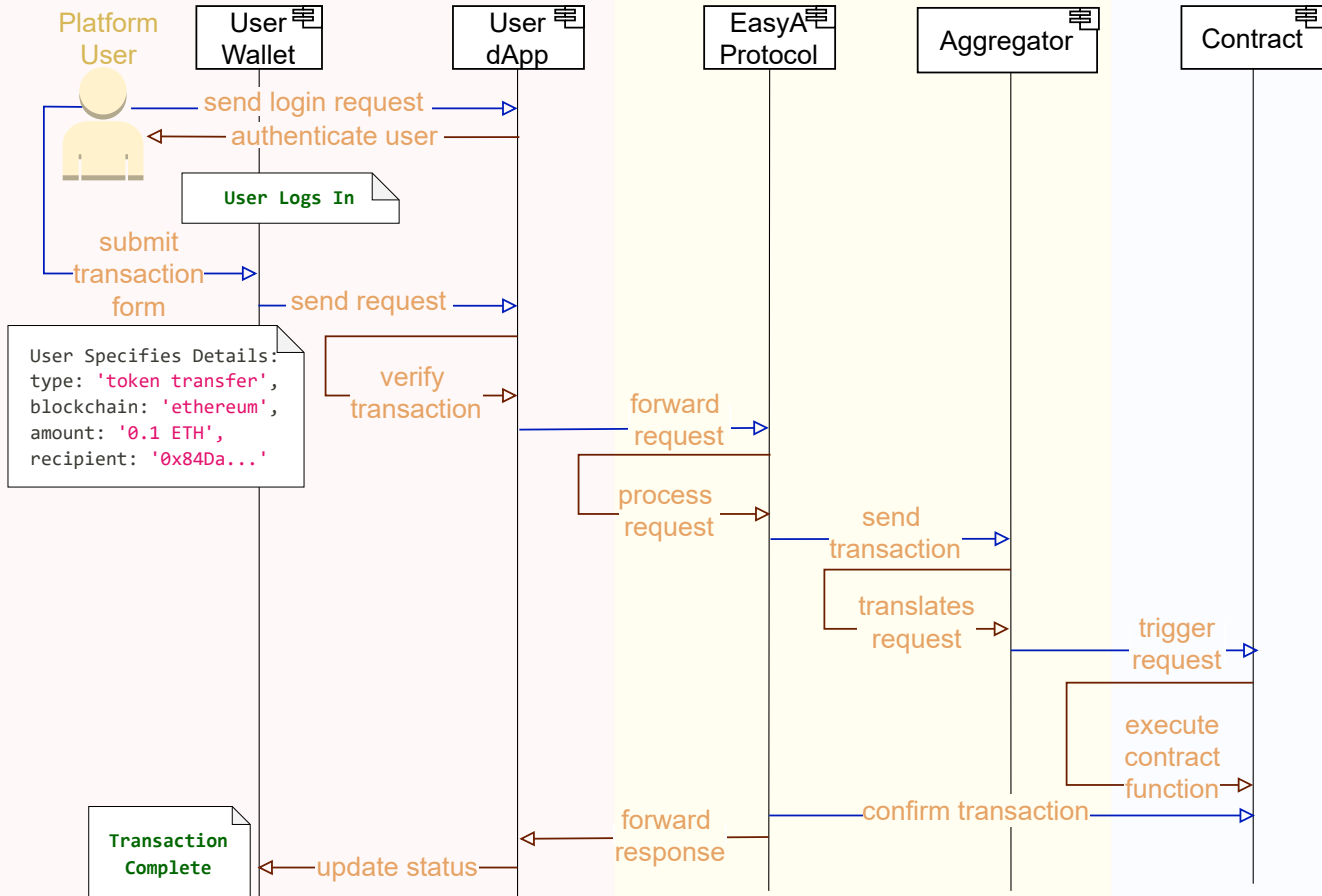 Platform
User
User
Wallet
User
dApp
EasyA
Protocol
Aggregator
Contract
send login request
authenticate user
User Logs In
submit
transaction
form
send request
User Specifies Details:
type: 'token transfer',
blockchain: 'ethereum',
amount: '0.1 ETH',
recipient: '0x84Da...'
verify
transaction
forward
request
process
request
send
transaction
translates
request
trigger
request
execute
contract
function
confirm transaction
forward
response
update status
Transaction
Complete